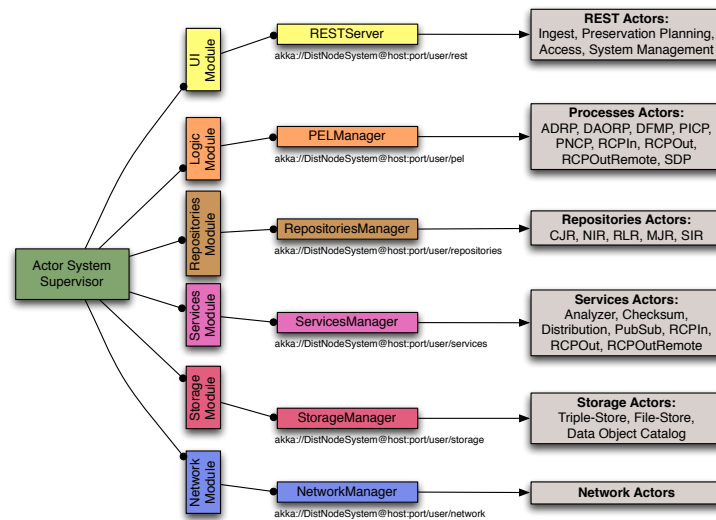 UI
Module
RESTServer
akka://DistNodeSystem@host:port/user/rest
REST Actors:
Ingest, Preservation Planning,
Access, System Management
Logic
Module
PELManager
akka://DistNodeSystem@host:port/user/pel
Processes Actors:
ADRP, DAORP, DFMP, PICP,
PNCP, RCPIn, RCPOut,
RCPOutRemote, SDP
Repositories
Module
RepositoriesManager
akka://DistNodeSystem@host:port/user/repositories
Repositories Actors:
CJR, NIR, RLR, MJR, SIR
Actor System
Supervisor
Services
Module
ServicesManager
akka://DistNodeSystem@host:port/user/services
Services Actors:
Analyzer, Checksum,
Distribution, PubSub, RCPIn,
RCPOut, RCPOutRemote
Storage
Module
StorageManager
akka://DistNodeSystem@host:port/user/storage
Storage Actors:
Triple-Store, File-Store,
Data Object Catalog
Network
Module
NetworkManager
akka://DistNodeSystem@host:port/user/network
Network Actors